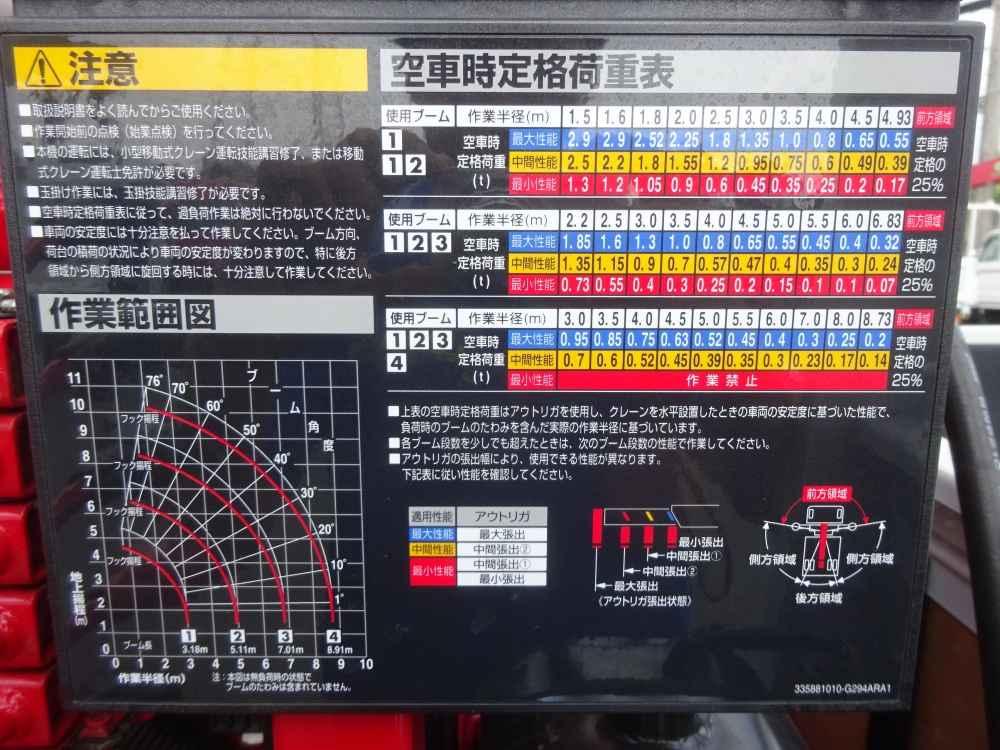 注意
■取扱説明書をよく読んでからご使用ください。
■作業開始前の点検（始業点検）を行ってください。
■本機の運転には、小型移動式クレーン運転技能講習修了、または移動
式クレーン運転士免許が必要です。
■玉掛け作業には、玉掛技能講習修了が必要です。
■空車時定格荷重表に従って、過負荷作業は絶対に行わないでください。
■車両の安定度には十分注意を払って作業してください。ブーム方向、
荷台の積荷の状況により車両の安定度が変わりますので、特に後方
領域から側方領域に旋回する時には、十分注意して作業してください。
作業範囲図
ブーム角度
76° 70° 60° 50° 40° 30° 20° 10° 1°
フック揚程
フック揚程
フック揚程
フック揚程
地上揚程(m)
11
10
9
8
7
6
5
4
3
2
1
0
ブーム長
1 2 3 4
3.18m 5.11m 7.01m 8.91m
0 1 2 3 4 5 6 7 8 9 10
作業半径(m)
注：本図は無負荷時の状態で
ブームのたわみは含まれていません。
空車時定格荷重表
使用ブーム 作業半径(m) 1.5 1.6 1.8 2.0 2.5 3.0 3.5 4.0 4.5 4.93 前方領域
1 空車時 最大性能 2.9 2.9 2.52 2.25 1.8 1.35 1.0 0.8 0.65 0.55 空車時
1 2 定格荷重 中間性能 2.5 2.2 1.8 1.55 1.2 0.95 0.75 0.6 0.49 0.39 定格の
(t) 最小性能 1.3 1.2 1.05 0.9 0.6 0.45 0.35 0.25 0.2 0.17 25%
使用ブーム 作業半径(m) 2.2 2.5 3.0 3.5 4.0 4.5 5.0 5.5 6.0 6.83 前方領域
1 2 3 空車時 最大性能 1.85 1.6 1.3 1.0 0.8 0.65 0.55 0.45 0.4 0.32 空車時
定格荷重 中間性能 1.35 1.15 0.9 0.7 0.57 0.47 0.4 0.35 0.3 0.24 定格の
(t) 最小性能 0.73 0.55 0.4 0.3 0.25 0.2 0.15 0.1 0.1 0.07 25%
使用ブーム 作業半径(m) 3.0 3.5 4.0 4.5 5.0 5.5 6.0 7.0 8.0 8.73 前方領域
1 2 3 空車時 最大性能 0.95 0.85 0.75 0.63 0.52 0.45 0.4 0.3 0.25 0.2 空車時
4 定格荷重 中間性能 0.7 0.6 0.52 0.45 0.39 0.35 0.3 0.23 0.17 0.14 定格の
(t) 最小性能 作業禁止 25%
■上表の空車時定格荷重はアウトリガを使用し、クレーンを水平設置したときの車両の安定度に基づいた性能で、
負荷時のブームのたわみを含んだ実際の作業半径に基づいています。
■各ブーム段数を少しでも超えたときは、次のブーム段数の性能で作業してください。
■アウトリガの張出幅により、使用できる性能が異なります。
下記表に従い性能を確認してください。
適用性能 アウトリガ
最大性能 最大張出
中間性能 中間張出②
最小性能 中間張出①
最小張出
最小張出
中間張出①
中間張出②
最大張出
(アウトリガ張出状態)
前方領域
側方領域 側方領域
後方領域
335881010-G294ARA1